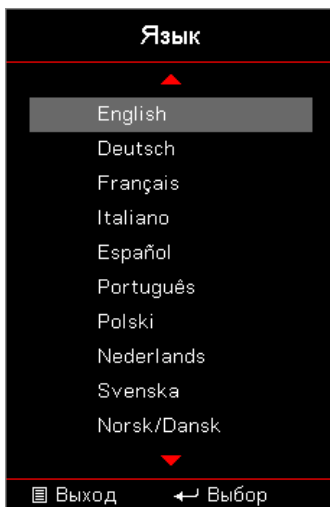 Язык
English
Deutsch
Français
Italiano
Español
Português
Polski
Nederlands
Svenska
Norsk/Dansk
Выход Выбор